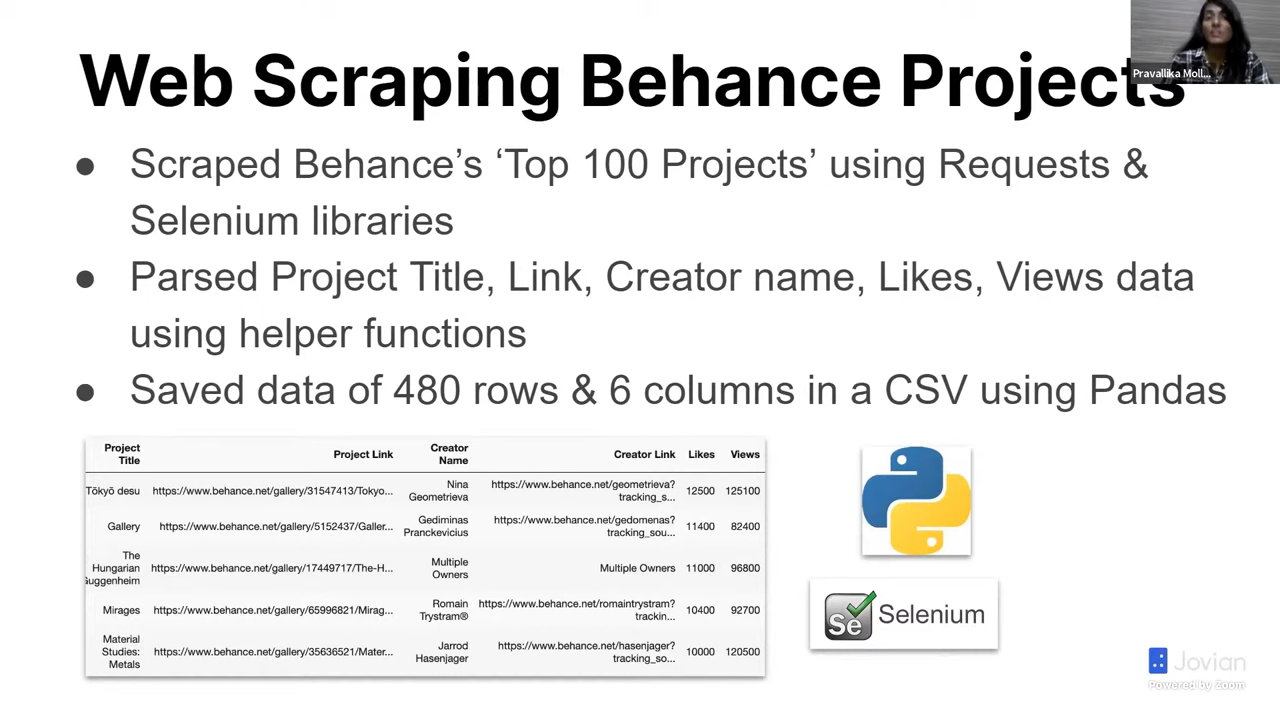 Web Scraping Behance Projects
Pravallika Moll...
● Scraped Behance’s ‘Top 100 Projects’ using Requests &
Selenium libraries
● Parsed Project Title, Link, Creator name, Likes, Views data
using helper functions
● Saved data of 480 rows & 6 columns in a CSV using Pandas
Project Title Project Link Creator Name Creator Link Likes Views
Tōkyō desu https://www.behance.net/gallery/31547413/Tokyo... Nina Geometrieva https://www.behance.net/geometrieva?tracking_s... 12500 125100
Gallery https://www.behance.net/gallery/5152437/Galler... Gediminas Pranckevicius https://www.behance.net/gedomenas?tracking_sou... 11400 82400
The Hungarian Guggenheim https://www.behance.net/gallery/17449717/The-H... Multiple Owners Multiple Owners 11000 96800
Mirages https://www.behance.net/gallery/65996821/Mirag... Romain Trystram® https://www.behance.net/romaintrystram?trackin... 10400 92700
Material Studies: Metals https://www.behance.net/gallery/35636521/Mater... Jarrod Hasenjager https://www.behance.net/hasenjager?tracking_so... 10000 120500
Se Selenium
Jovian
Powered by Zoom